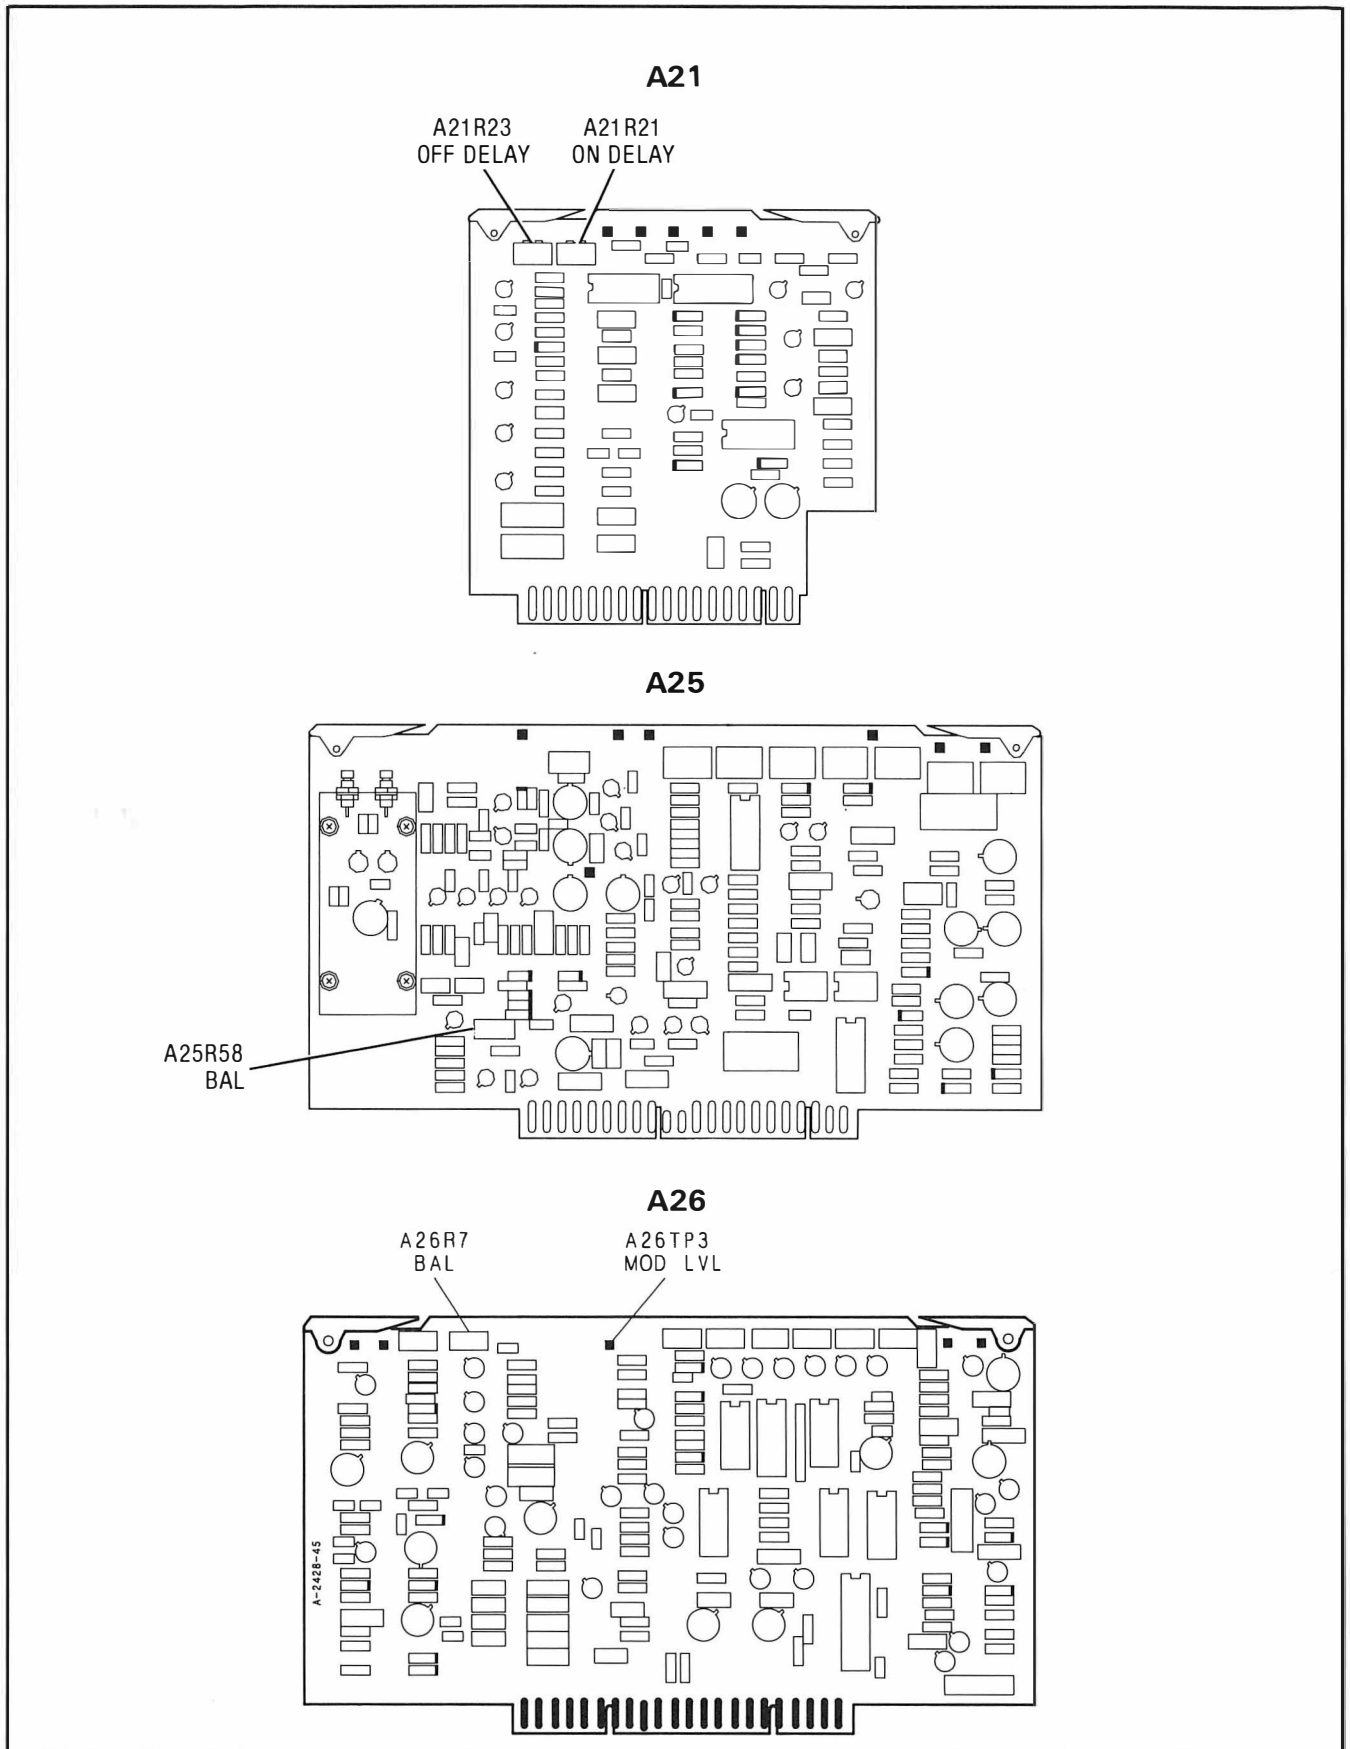 A21
A21R23
OFF DELAY
A21R21
ON DELAY
A25
A25R58
BAL
A26
A26R7
BAL
A26TP3
MOD LVL
A-2428-45